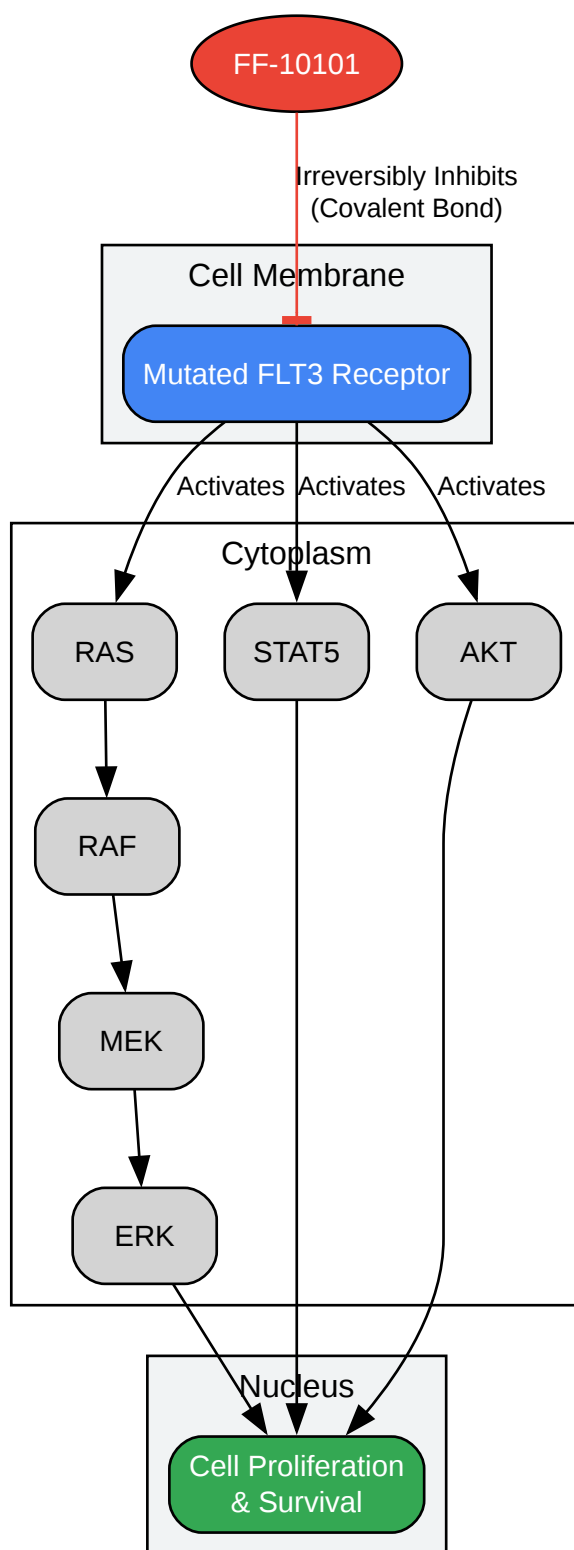 FF-10101
Irreversibly Inhibits
(Covalent Bond)
Cell Membrane
Mutated FLT3 Receptor
Activates
Activates
Activates
Cytoplasm
RAS
STAT5
AKT
RAF
MEK
ERK
Nucleus
Cell Proliferation
& Survival